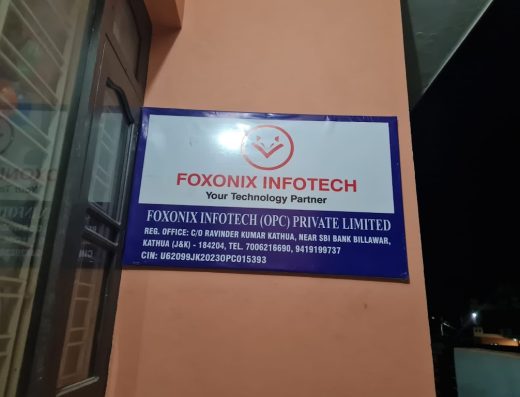 FOXONIX INFOTECH
Your Technology Partner
FOXONIX INFOTECH (OPC) PRIVATE LIMITED
REG. OFFICE: C/O RAVINDER KUMAR KATHUA, NEAR SBI BANK BILLAWAR,
KATHUA (J&K) - 184204, TEL. 7006216690, 9419199737
CIN: U62099JK2023OPC015393